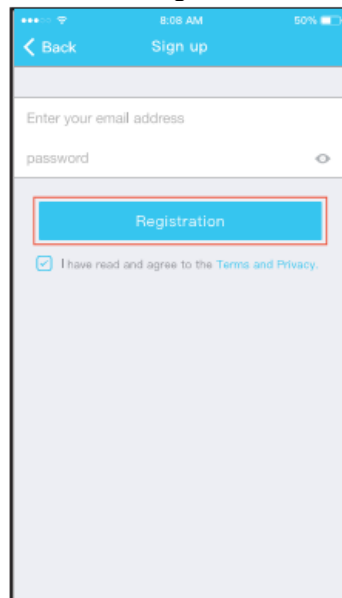 8:08 AM 50%
Back Sign up
Enter your email address
password
Registration
I have read and agree to the Terms and Privacy.